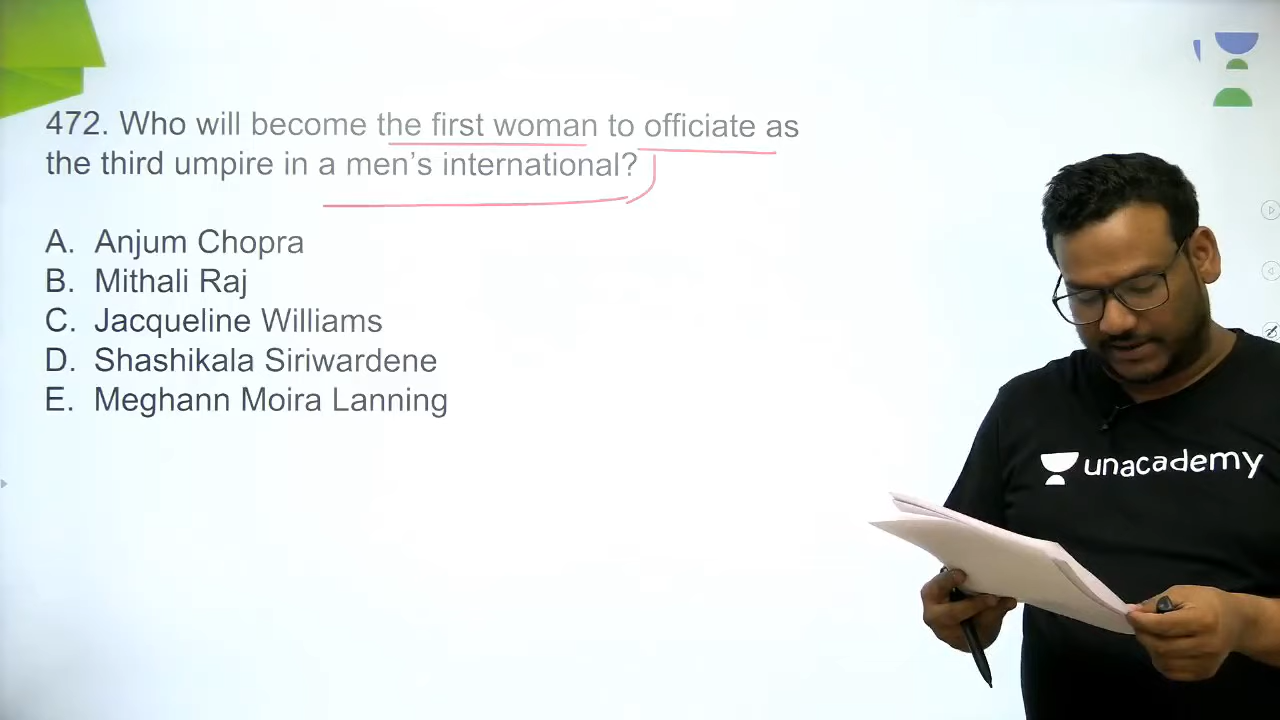 472. Who will become the first woman to officiate as
the third umpire in a men’s international?
A. Anjum Chopra
B. Mithali Raj
C. Jacqueline Williams
D. Shashikala Siriwardene
E. Meghann Moira Lanning
unacademy